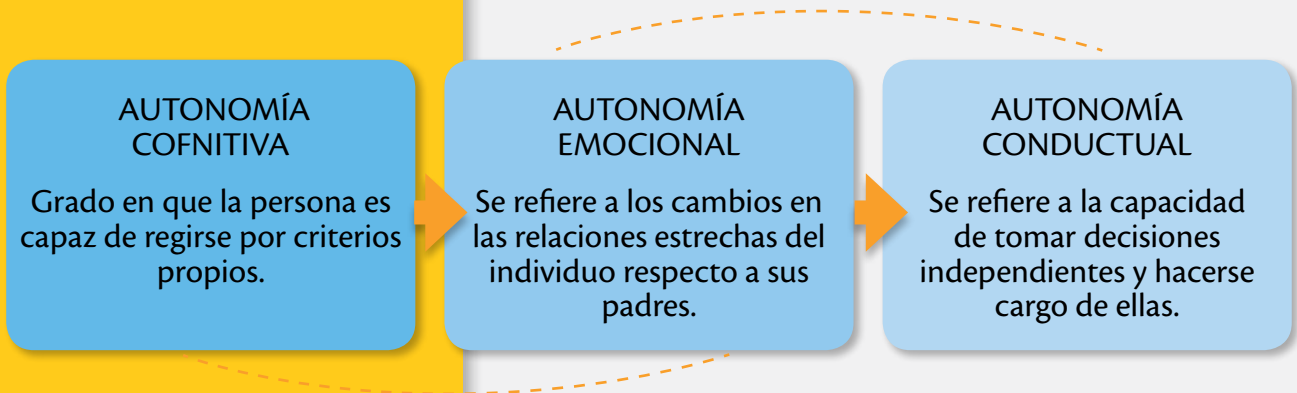 AUTONOMÍA
COFNITIVA
Grado en que la persona es
capaz de regirse por criterios
propios.
AUTONOMÍA
EMOCIONAL
Se refiere a los cambios en
las relaciones estrechas del
individuo respecto a sus
padres.
AUTONOMÍA
CONDUCTUAL
Se refiere a la capacidad
de tomar decisiones
independientes y hacerse
cargo de ellas.